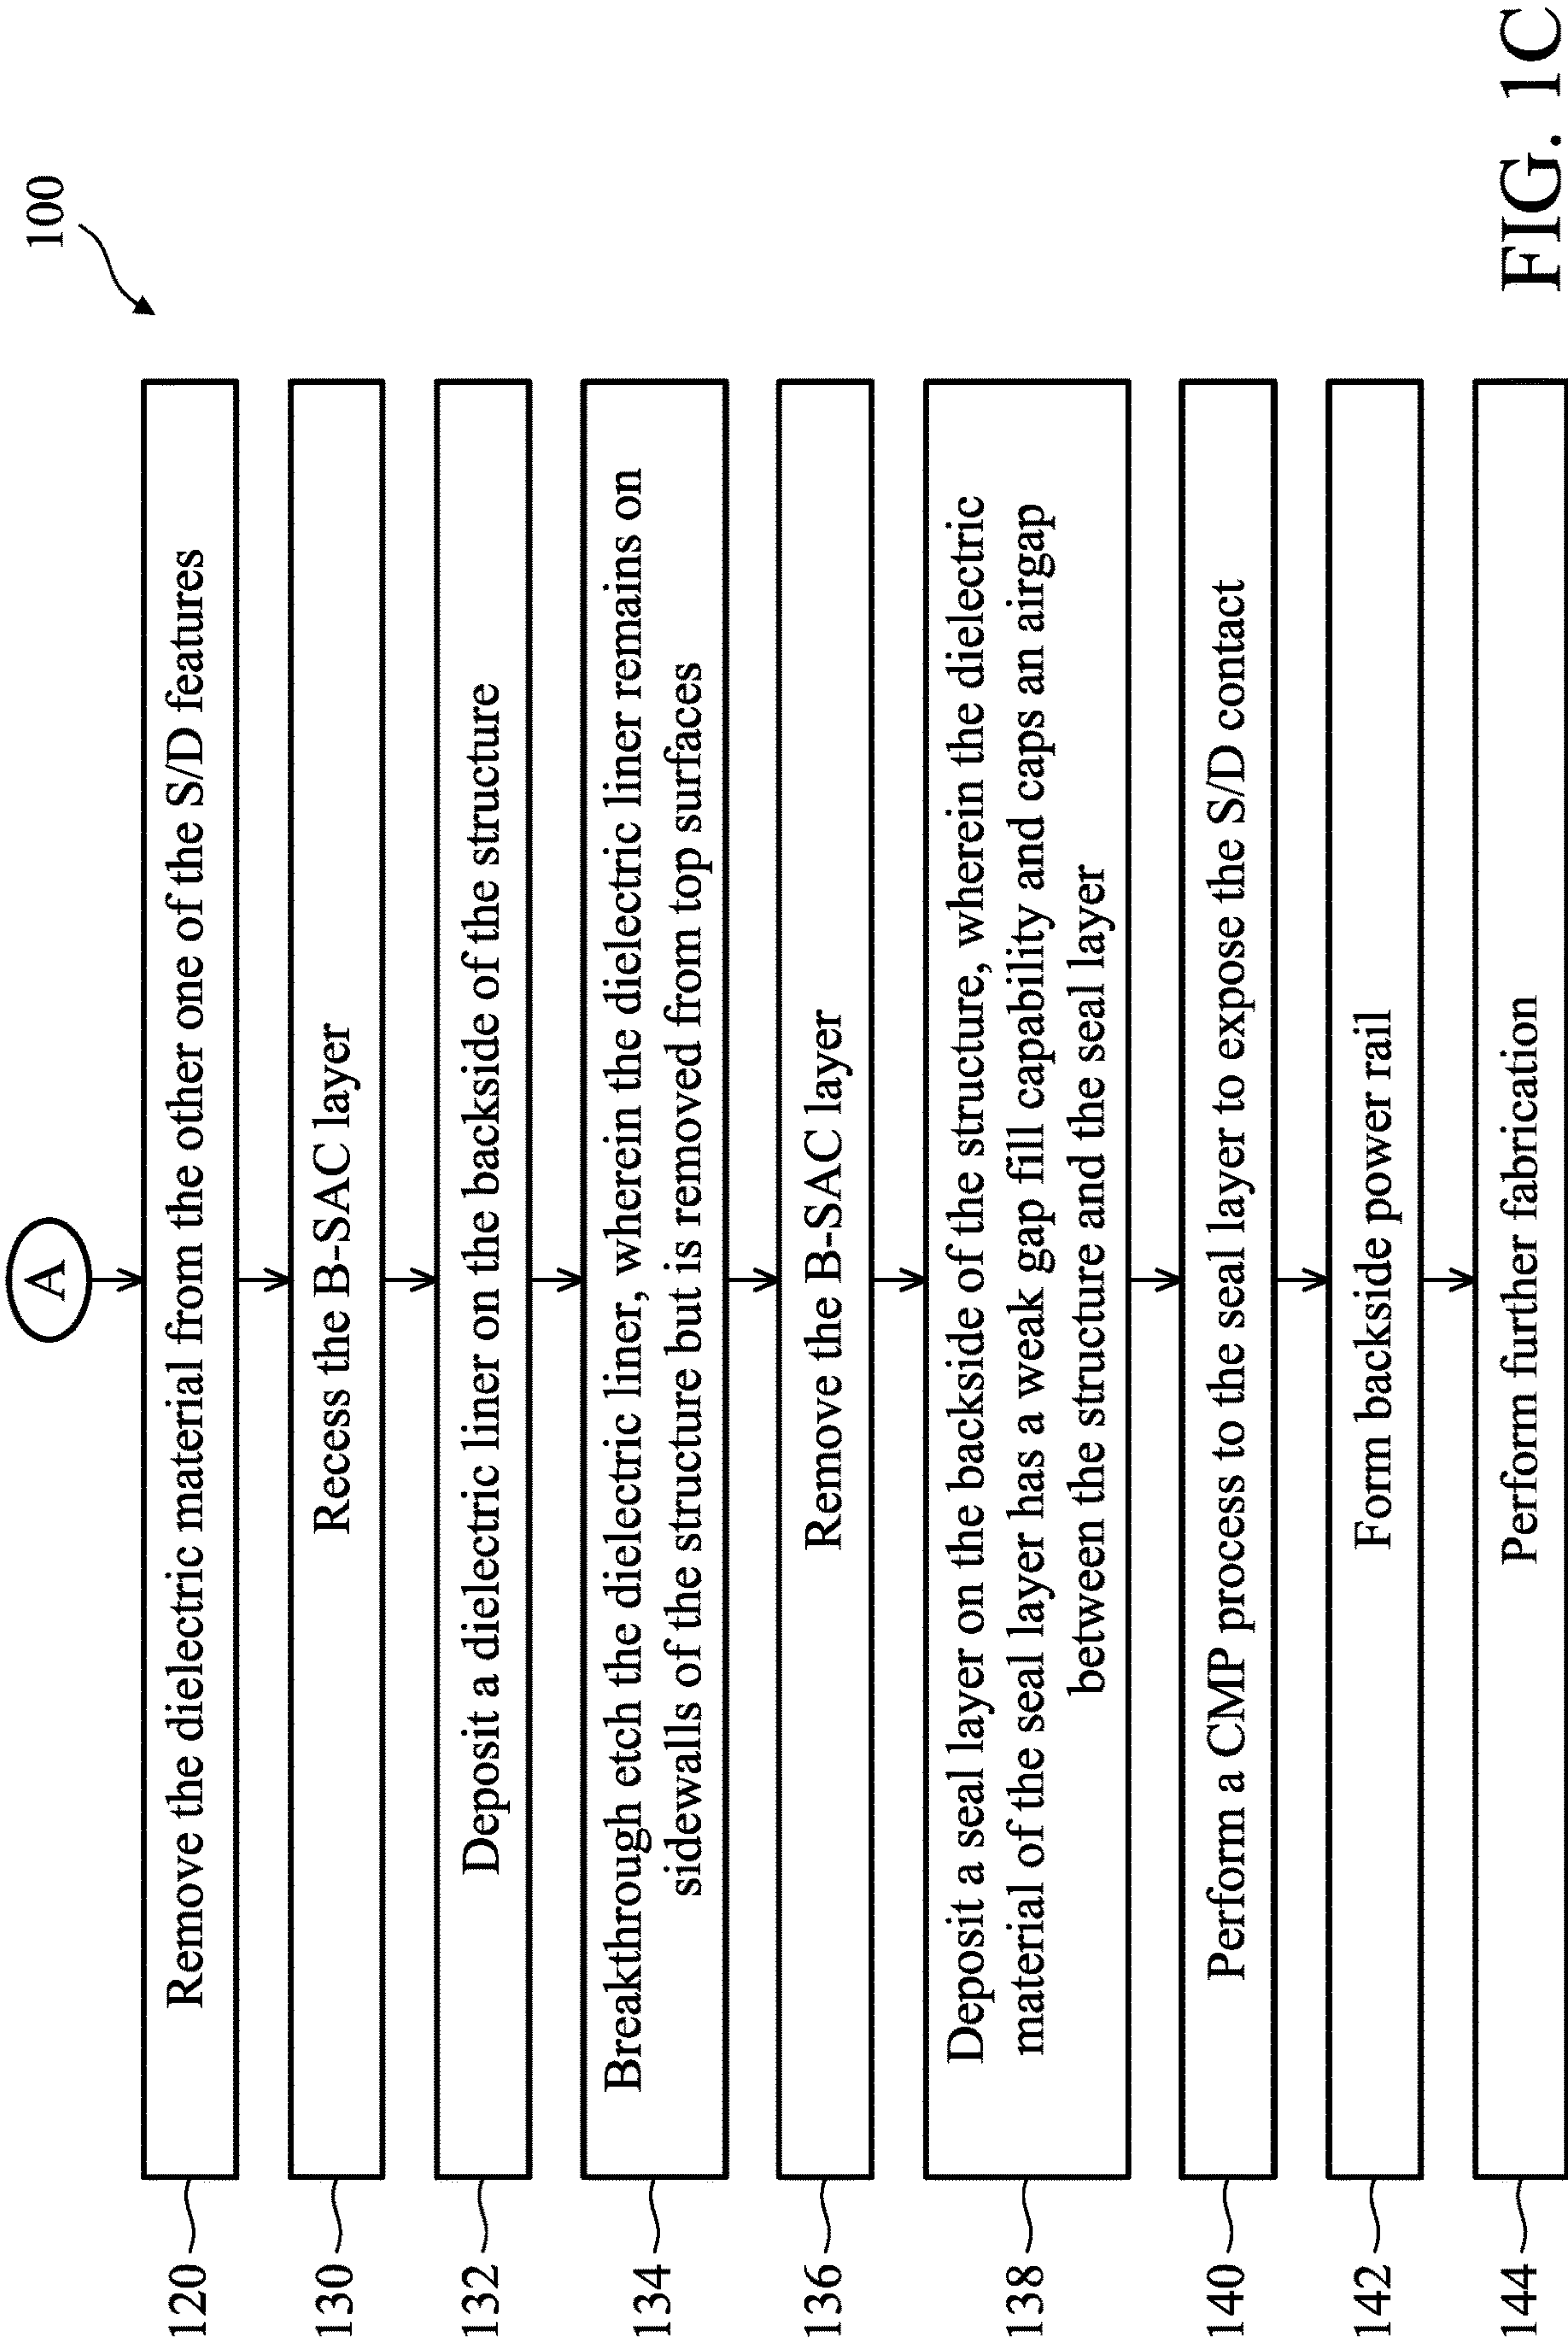 100
A
120
Remove the dielectric material from the other one of the S/D features
130
Recess the B-SAC layer
132
Deposit a dielectric liner on the backside of the structure
134
Breakthrough etch the dielectric liner, wherein the dielectric liner remains on
sidewalls of the structure but is removed from top surfaces
136
Remove the B-SAC layer
138
Deposit a seal layer on the backside of the structure, wherein the dielectric
material of the seal layer has a weak gap fill capability and caps an airgap
between the structure and the seal layer
140
Perform a CMP process to the seal layer to expose the S/D contact
142
Form backside power rail
144
Perform further fabrication
FIG. 1C